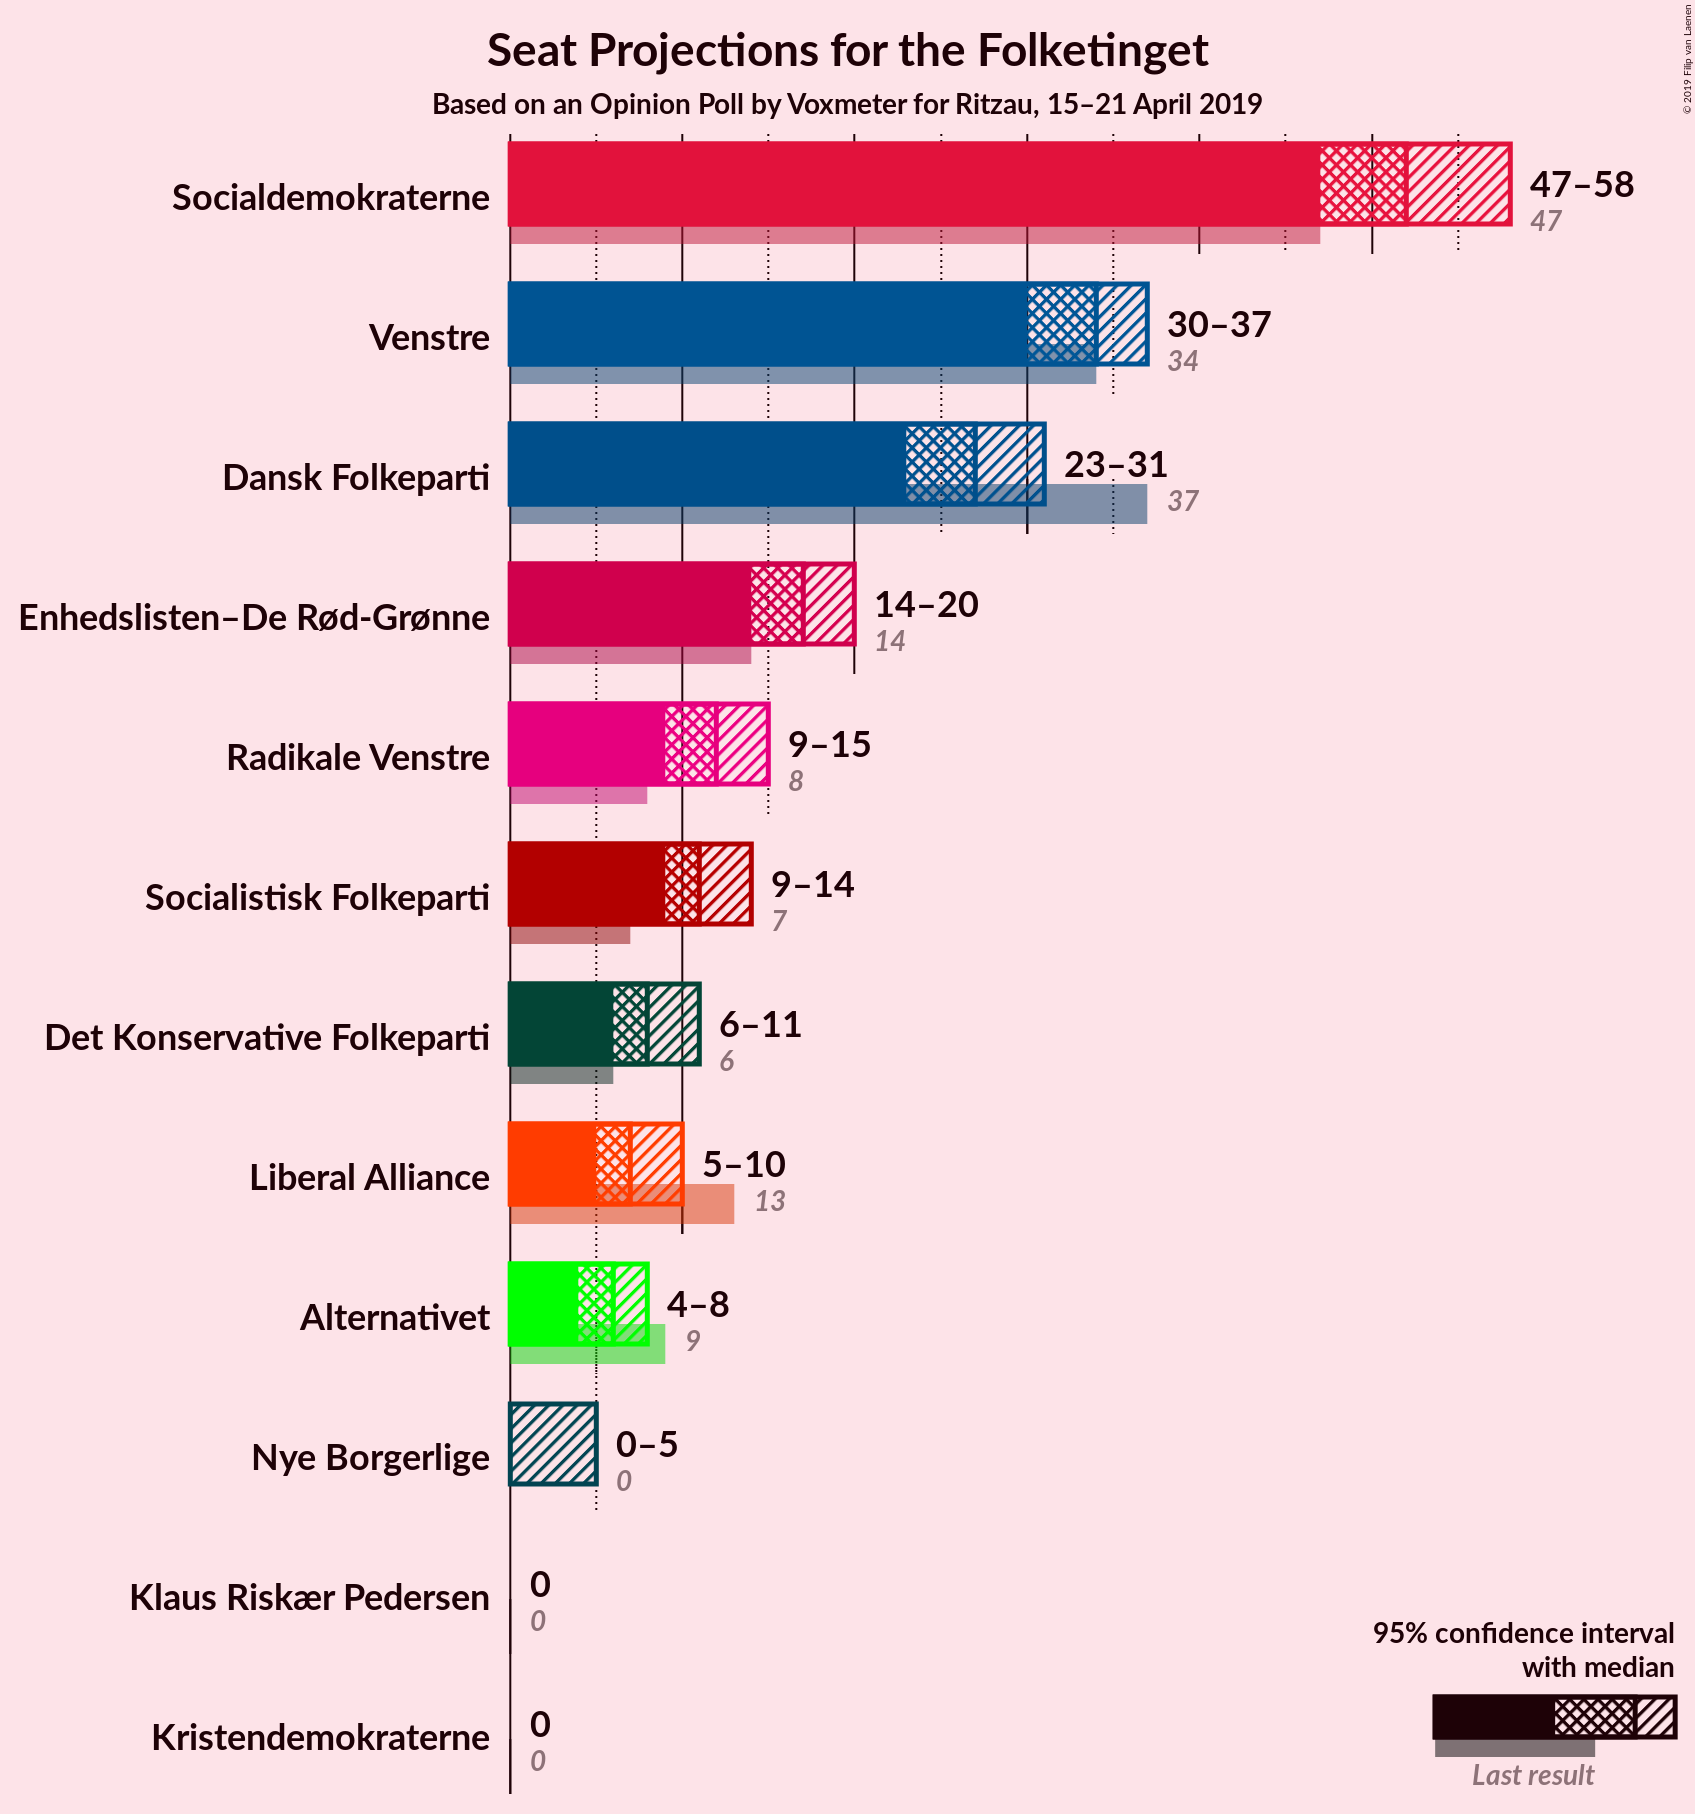 Seat Projections for the Folketinget
Based on an Opinion Poll by Voxmeter for Ritzau, 15–21 April 2019
© 2019 Filip van Laenen
Socialdemokraterne
47–58
47
Venstre
30–37
34
Dansk Folkeparti
23–31
37
Enhedslisten–De Rød-Grønne
14–20
14
Radikale Venstre
9–15
8
Socialistisk Folkeparti
9–14
7
Det Konservative Folkeparti
6–11
6
Liberal Alliance
5–10
13
Alternativet
4–8
9
Nye Borgerlige
0–5
0
Klaus Riskær Pedersen
0
0
Kristendemokraterne
0
0
95% confidence interval
with median
Last result